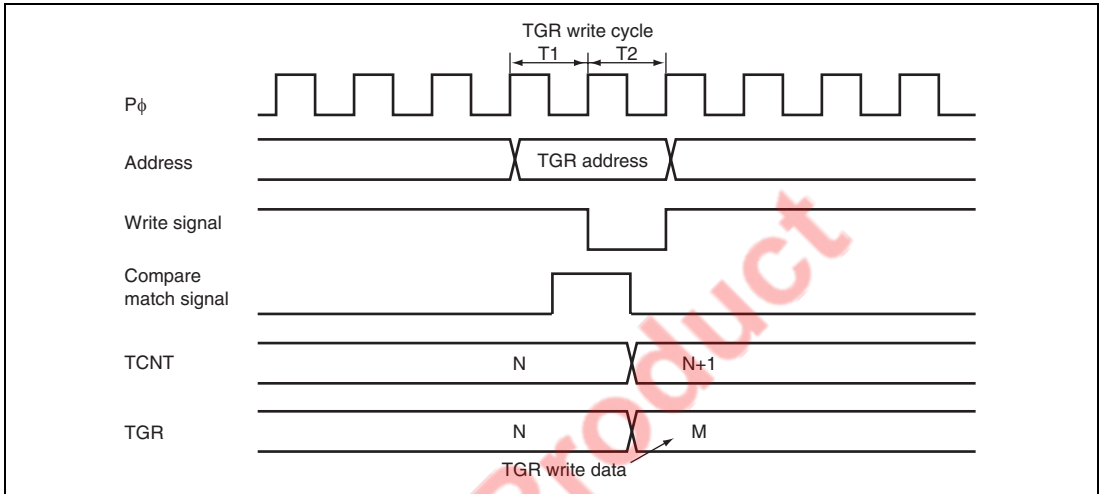 TGR write cycle
T1 T2
Pϕ
Address TGR address
Write signal
Compare
match signal
TCNT N N+1
TGR N M
TGR write data
Product